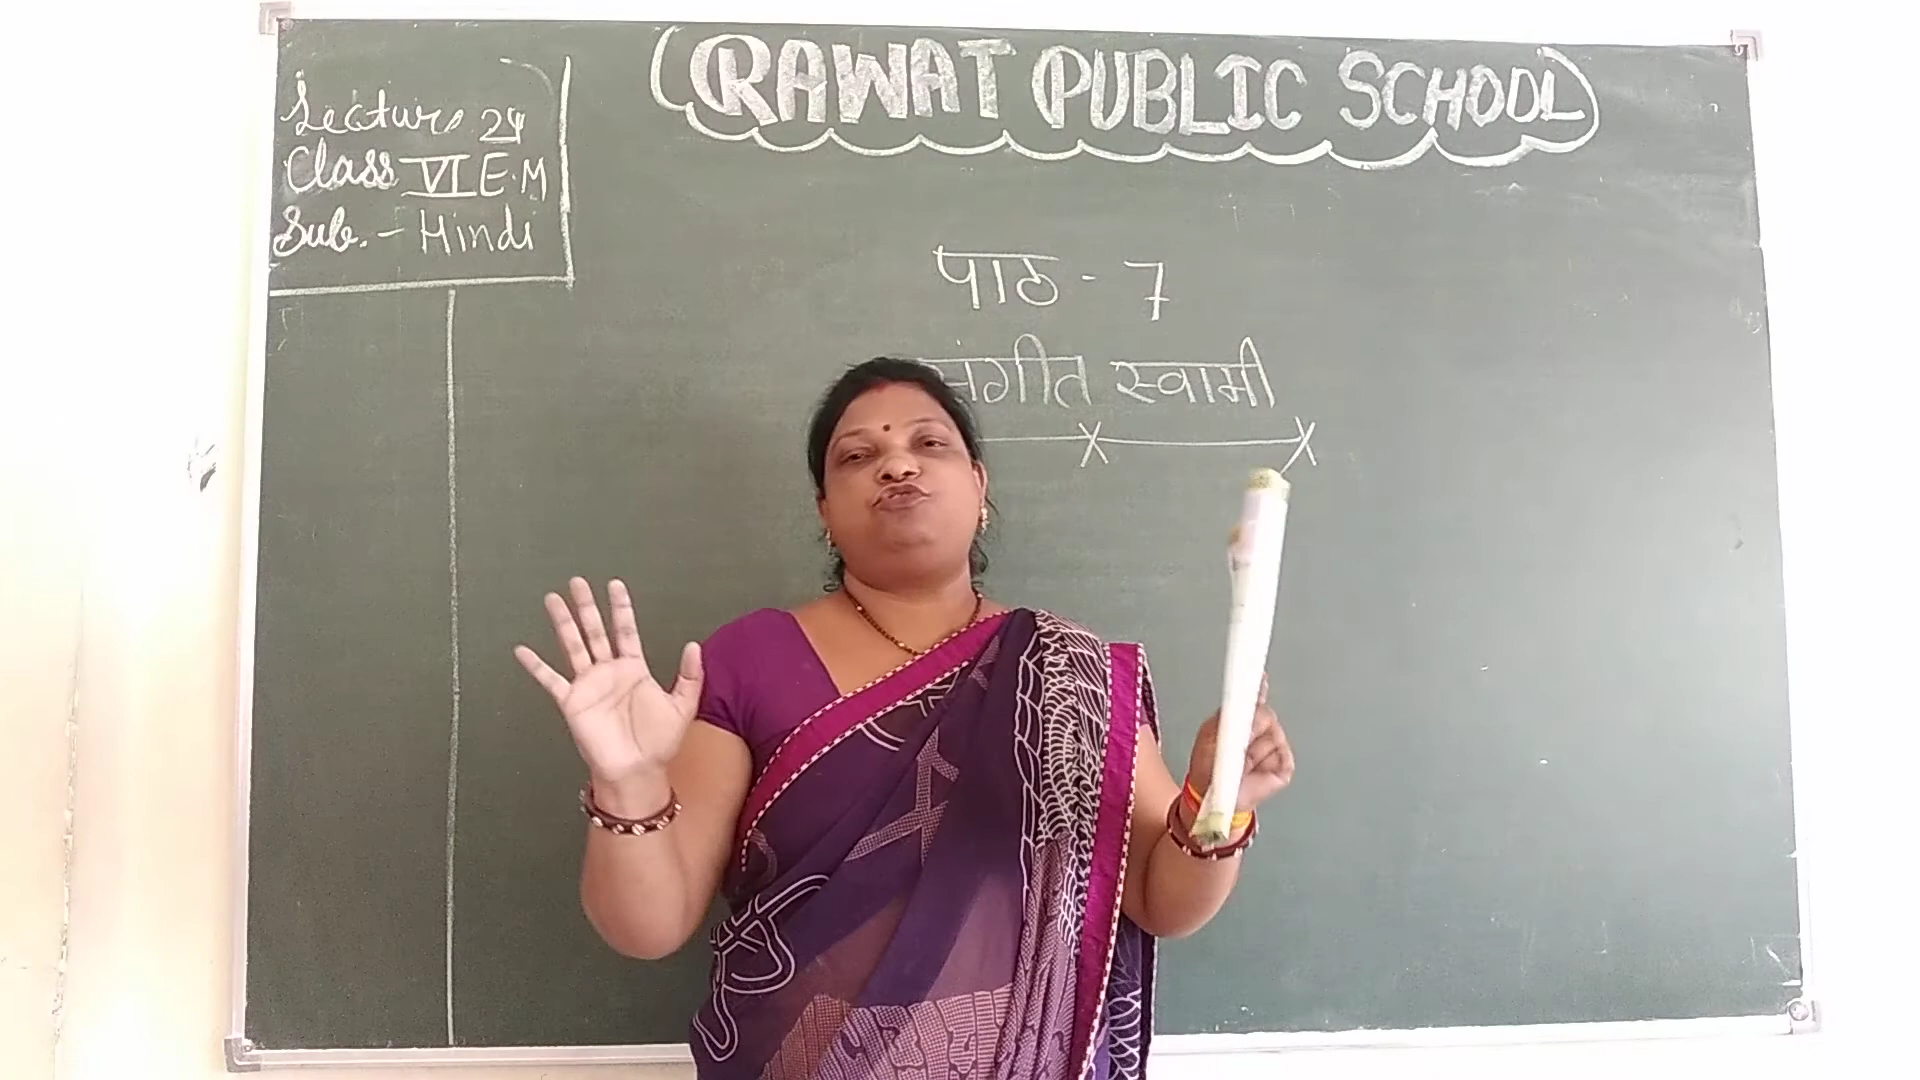 (RAWAT PUBLIC SCHOOL)
Lecture 24
Class VI E.M
Sub. - Hindi
पाठ - 7
संगीत स्वामी